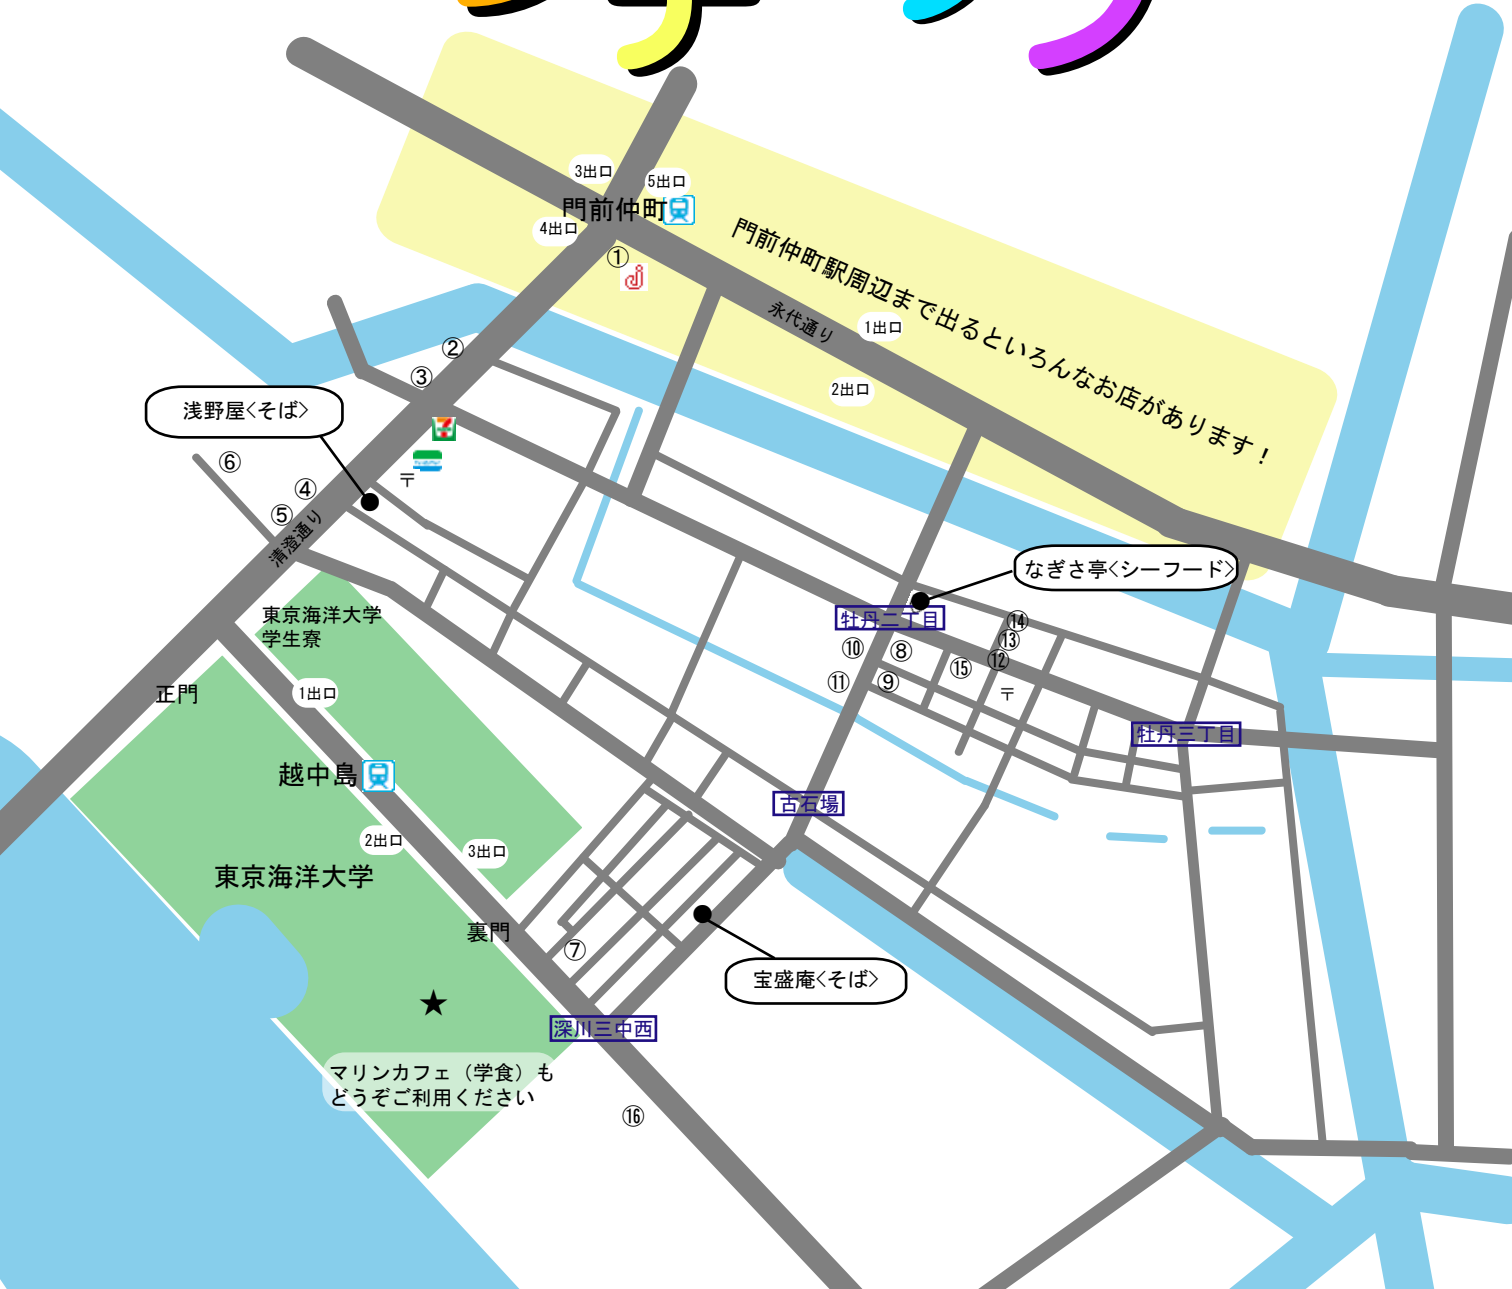 3出口
5出口
門前仲町
4出口
①
門前仲町駅周辺まで出るといろんなお店があります！
永代通り
1出口
2出口
②
③
浅野屋<そば>
⑥
〒
④
⑤
清澄通り
なぎさ亭<シーフード>
東京海洋大学
学生寮
牡丹二丁目
⑭
⑬
⑩
⑧
⑮
⑫
⑪
⑨
〒
正門
1出口
牡丹三丁目
越中島
古石場
2出口
3出口
東京海洋大学
裏門
⑦
宝盛庵<そば>
★
深川三中西
マリンカフェ（学食）も
どうぞご利用ください
⑯